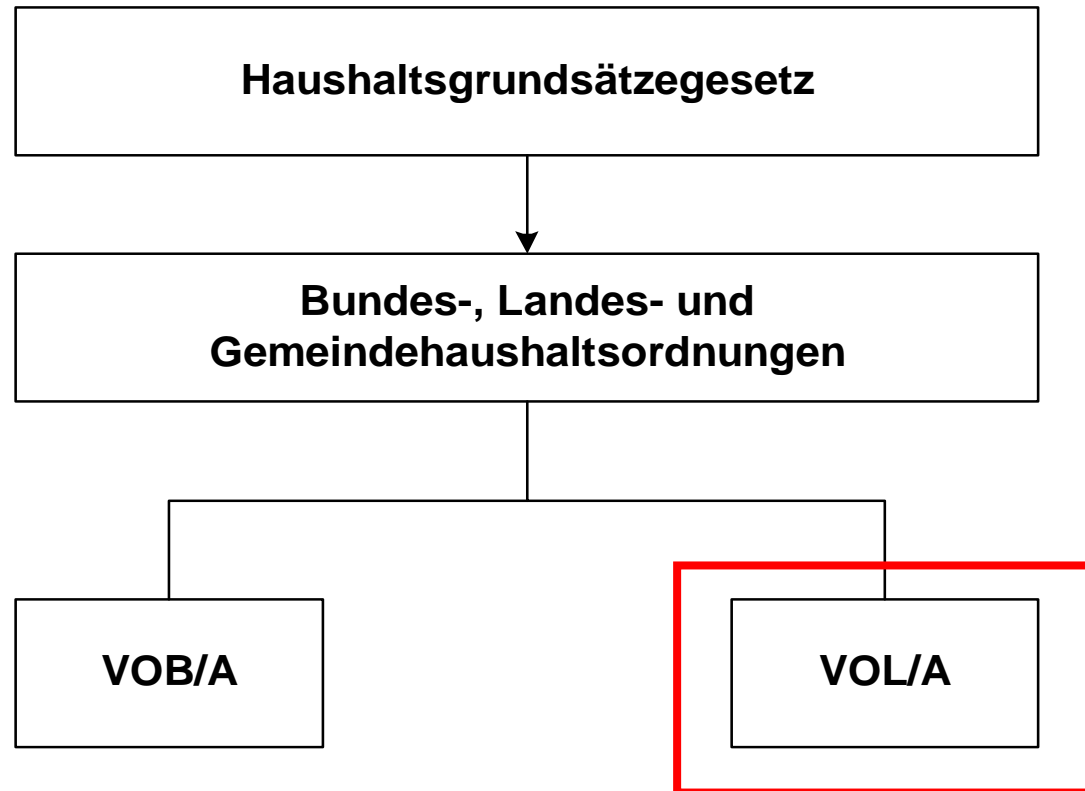 Haushaltsgrundsätzegesetz
Bundes-, Landes- und
Gemeindehaushaltsordnungen
VOB/A
VOL/A